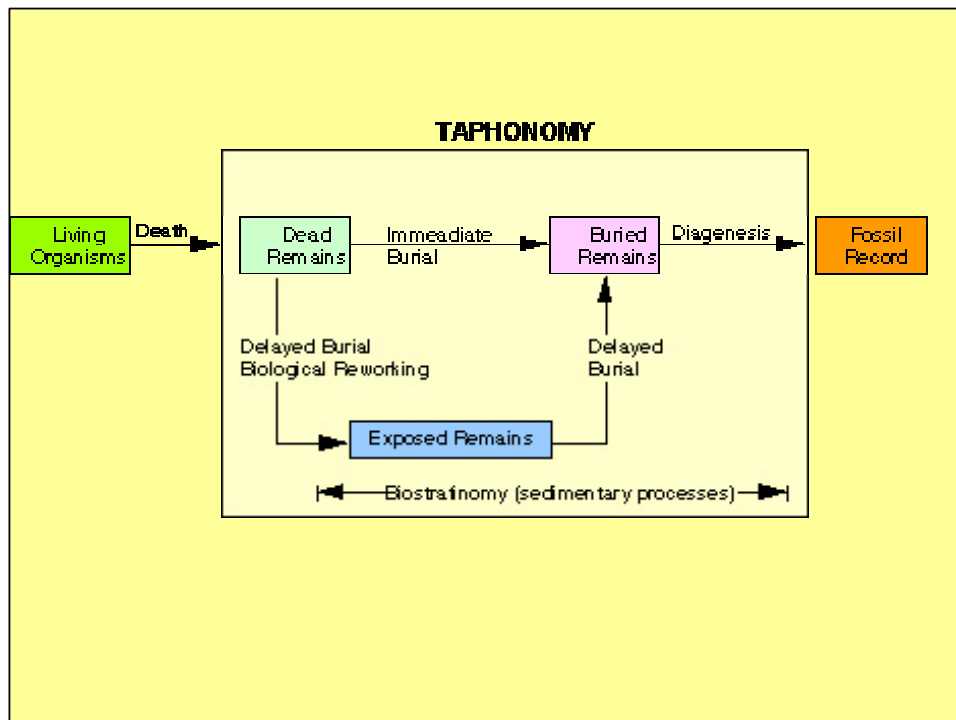 TAPHONOMY
Living
Organisms
Death
Dead
Remains
Immeadiate
Burial
Buried
Remains
Diagenesis
Fossil
Record
Delayed Burial
Biological Reworking
Delayed
Burial
Exposed Remains
Biostratinomy (sedimentary processes)